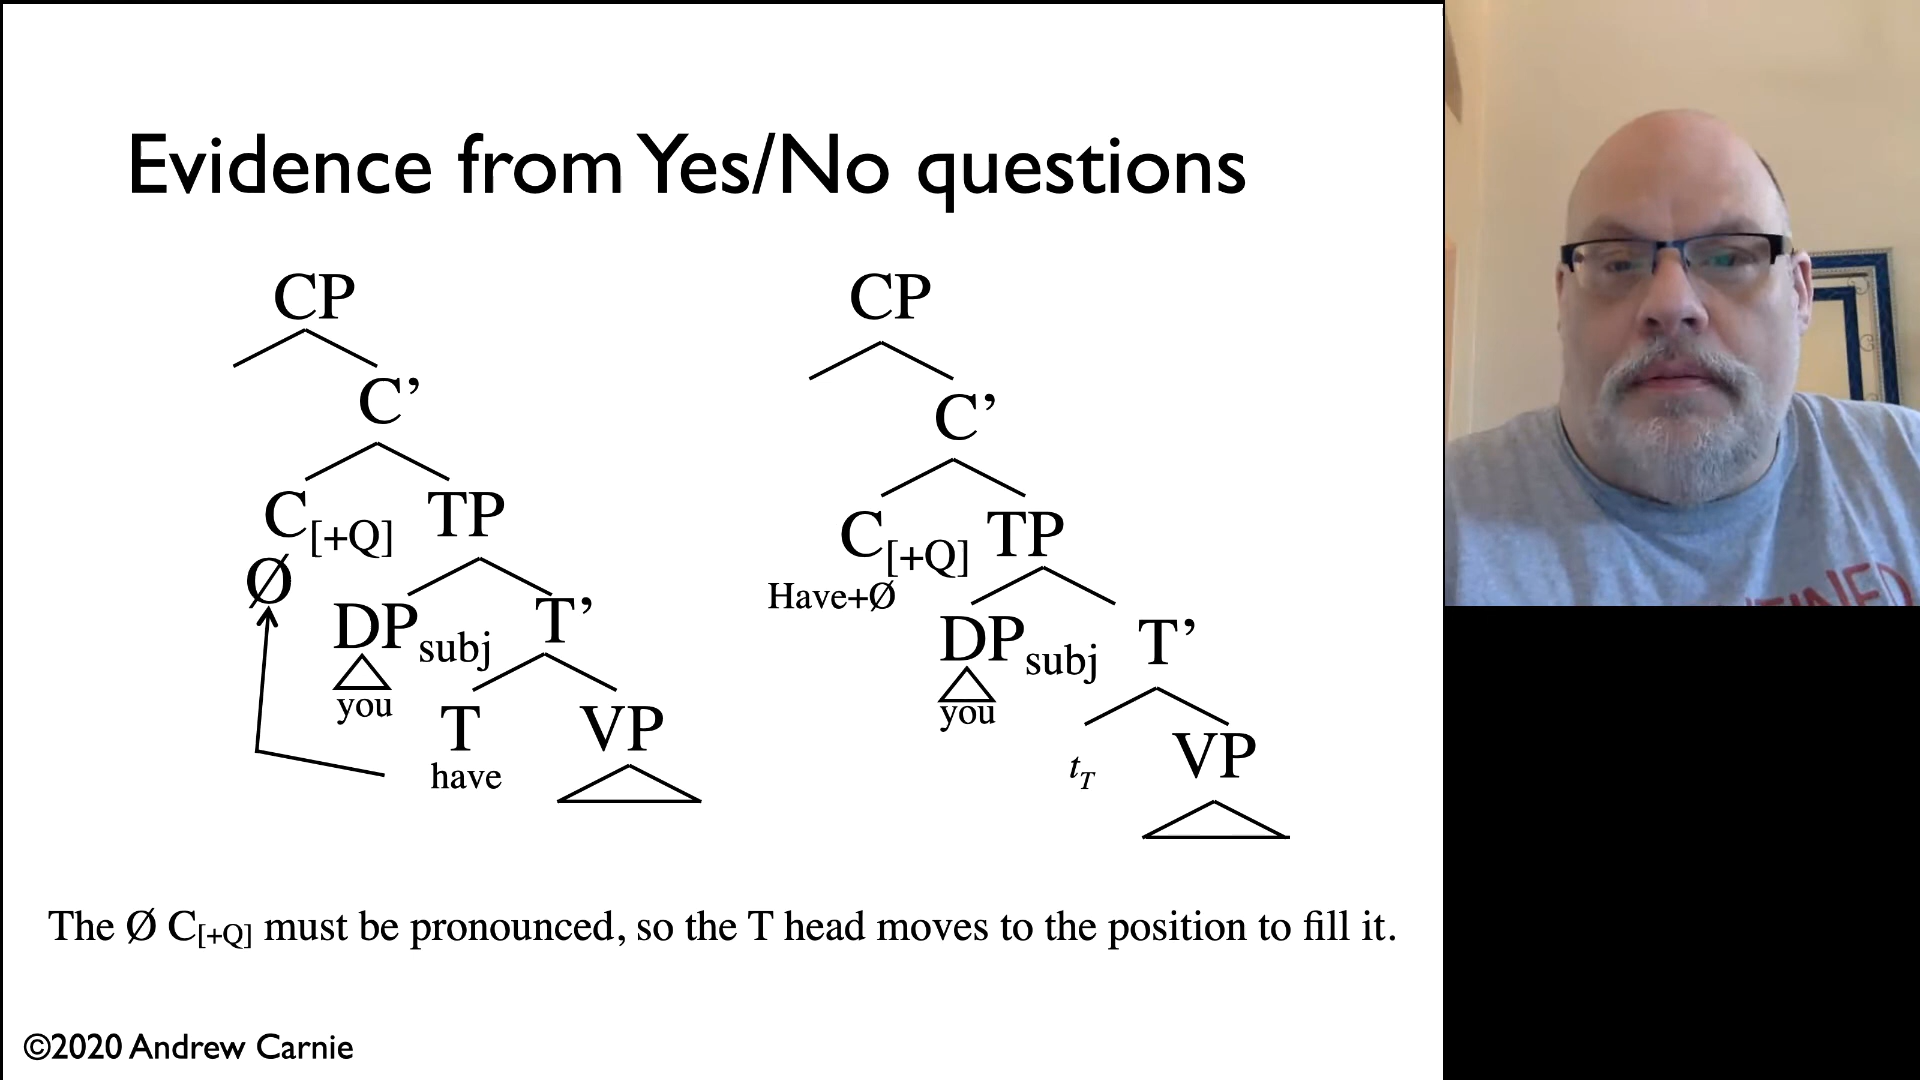 Evidence from Yes/No questions
CP CP
C’ C’
C[+Q] TP C[+Q] TP
Ø Have+Ø
DPsubj T’ DPsubj T’
you you
T VP tT VP
have
The Ø C[+Q] must be pronounced, so the T head moves to the position to fill it.
©2020 Andrew Carnie